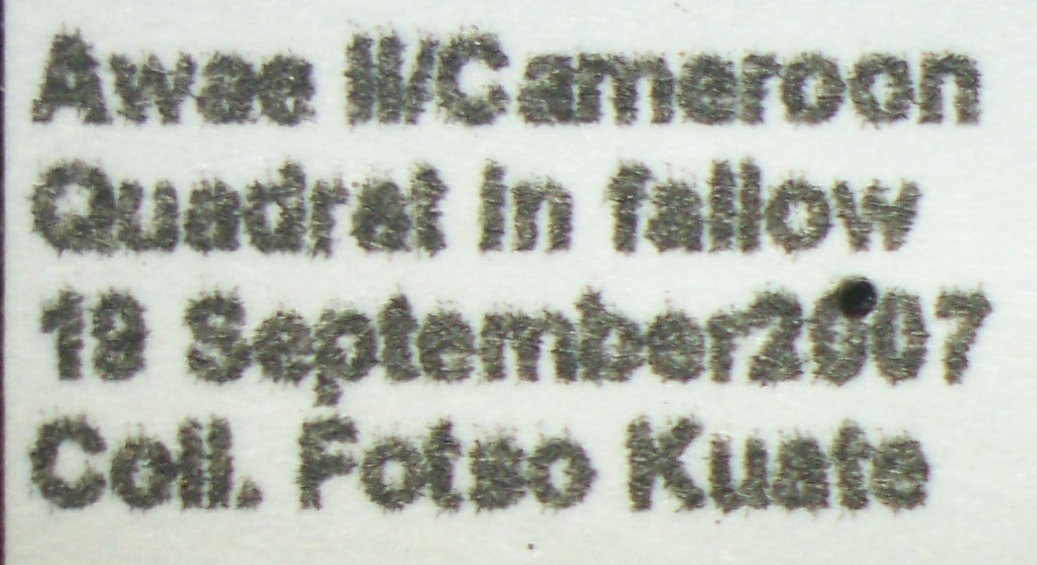 Awae II/Cameroon
Quadrat in fallow
18 September2007
Coll. Fotso Kuate